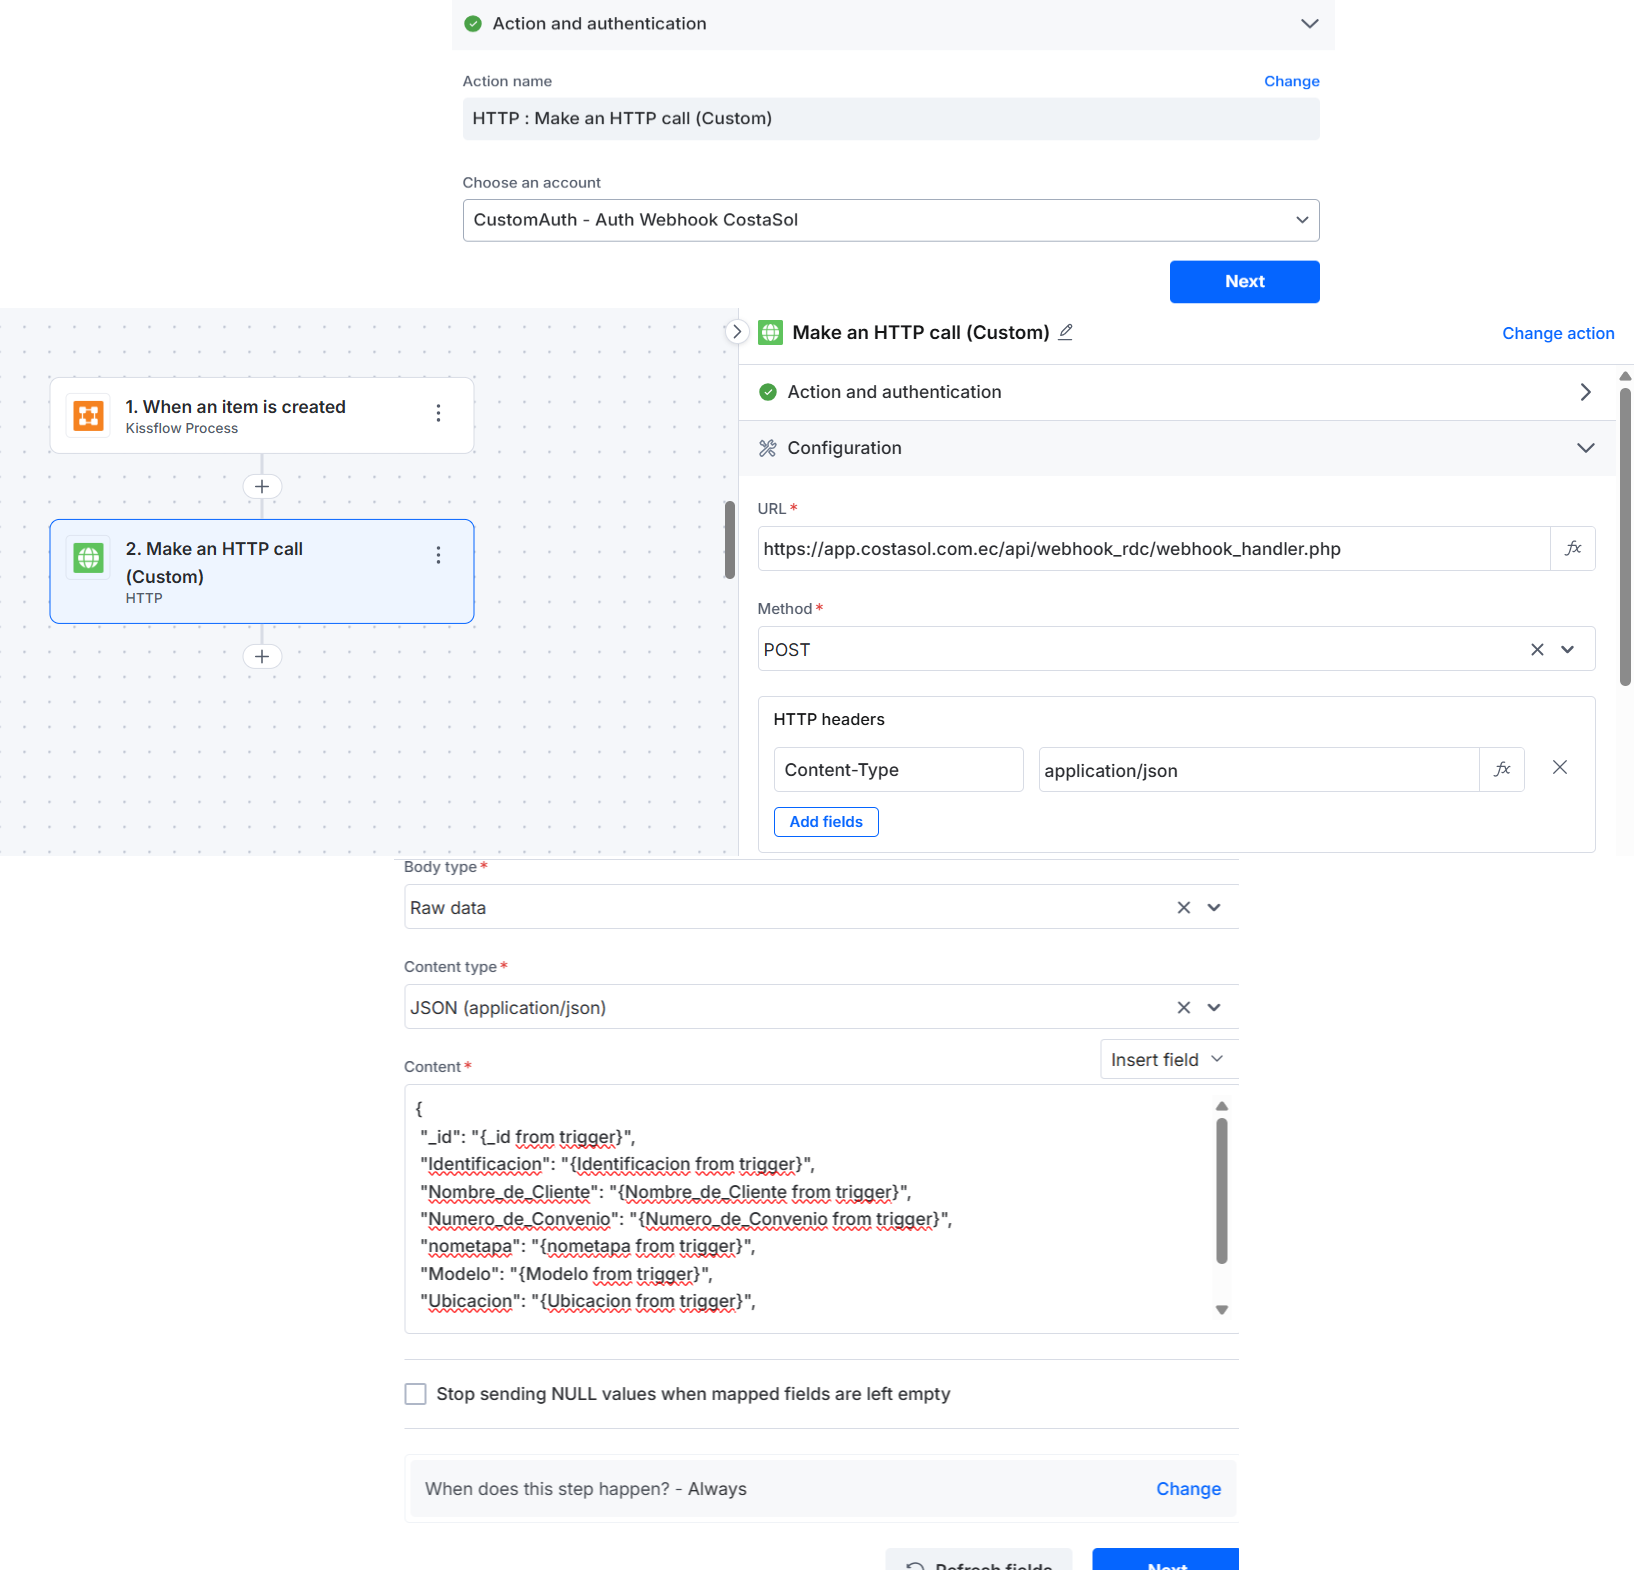 Action and authentication
Action name
Change
HTTP : Make an HTTP call (Custom)
Choose an account
CustomAuth - Auth Webhook CostaSol
Next
1. When an item is created
Kissflow Process
2. Make an HTTP call
(Custom)
HTTP
Make an HTTP call (Custom)
Change action
Action and authentication
Configuration
URL *
https://app.costasol.com.ec/api/webhook_rdc/webhook_handler.php
fx
Method *
POST
HTTP headers
Content-Type
application/json
fx
Add fields
Body type *
Raw data
Content type *
JSON (application/json)
Content *
Insert field
{
"_id": "{_id from trigger}",
"Identificacion": "{Identificacion from trigger}",
"Nombre_de_Cliente": "{Nombre_de_Cliente from trigger}",
"Numero_de_Convenio": "{Numero_de_Convenio from trigger}",
"nometapa": "{nometapa from trigger}",
"Modelo": "{Modelo from trigger}",
"Ubicacion": "{Ubicacion from trigger}",
Stop sending NULL values when mapped fields are left empty
When does this step happen? - Always
Change
Refresh fields
Next